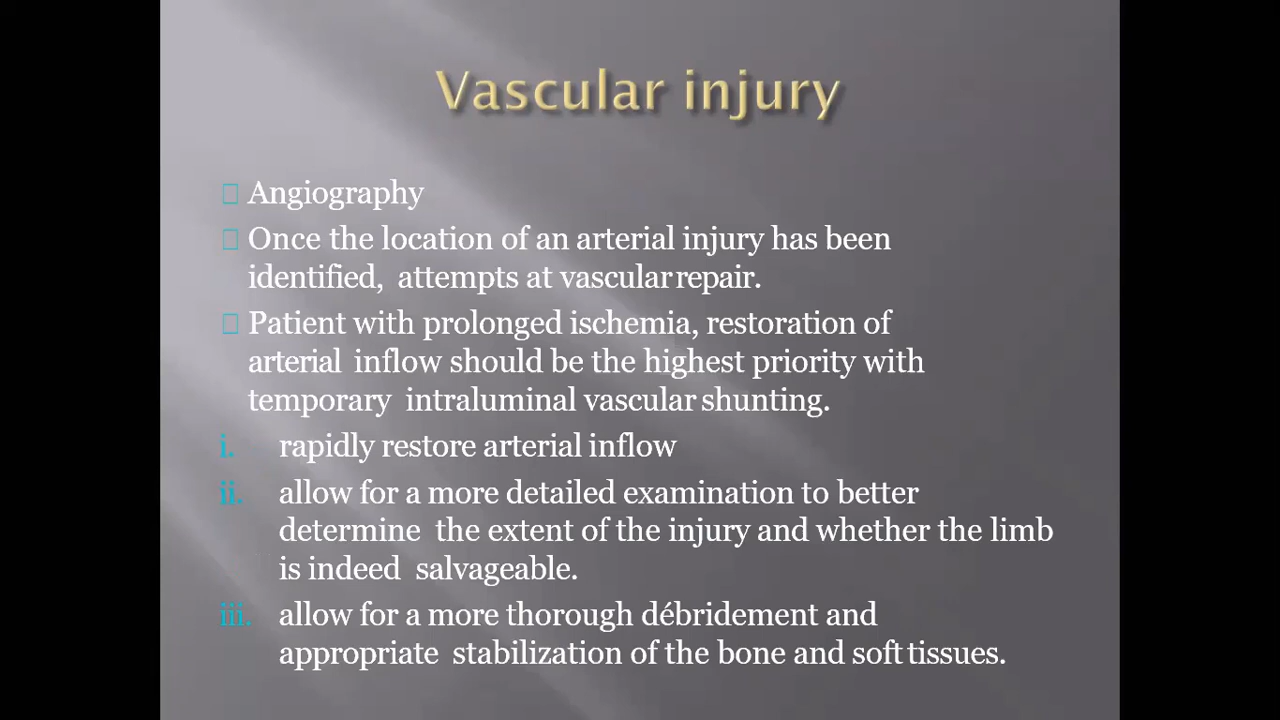 Vascular injury
Angiography
Once the location of an arterial injury has been
identified, attempts at vascular repair.
Patient with prolonged ischemia, restoration of
arterial inflow should be the highest priority with
temporary intraluminal vascular shunting.
i. rapidly restore arterial inflow
ii. allow for a more detailed examination to better
determine the extent of the injury and whether the limb
is indeed salvageable.
iii. allow for a more thorough débridement and
appropriate stabilization of the bone and soft tissues.